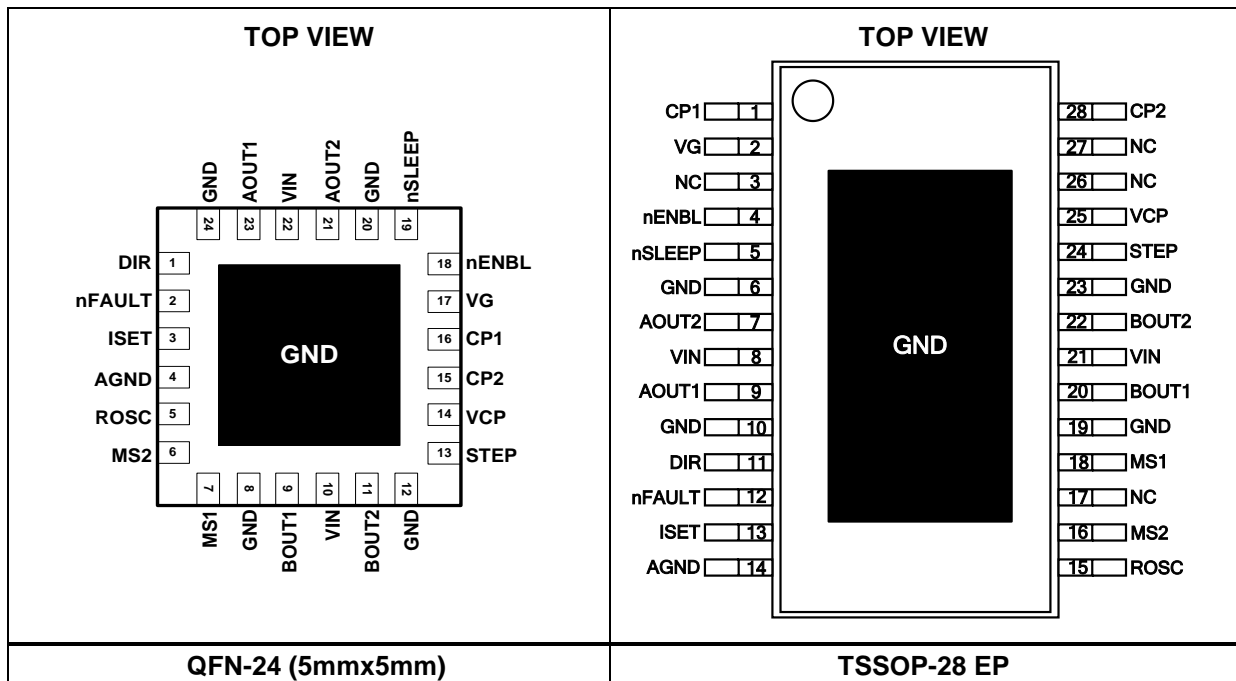 TOP VIEW
GND AOUT1 VIN AOUT2 GND nSLEEP
24 23 22 21 20 19
DIR 1 18 nENBL
nFAULT 2 17 VG
ISET 3 16 CP1
GND
AGND 4 15 CP2
ROSC 5 14 VCP
MS2 6 13 STEP
7 8 9 10 11 12
MS1 GND BOUT1 VIN BOUT2 GND
QFN-24 (5mmx5mm)
TOP VIEW
CP1 1 28 CP2
VG 2 27 NC
NC 3 26 NC
nENBL 4 25 VCP
nSLEEP 5 24 STEP
GND 6 23 GND
AOUT2 7 22 BOUT2
GND
VIN 8 21 VIN
AOUT1 9 20 BOUT1
GND 10 19 GND
DIR 11 18 MS1
nFAULT 12 17 NC
ISET 13 16 MS2
AGND 14 15 ROSC
TSSOP-28 EP